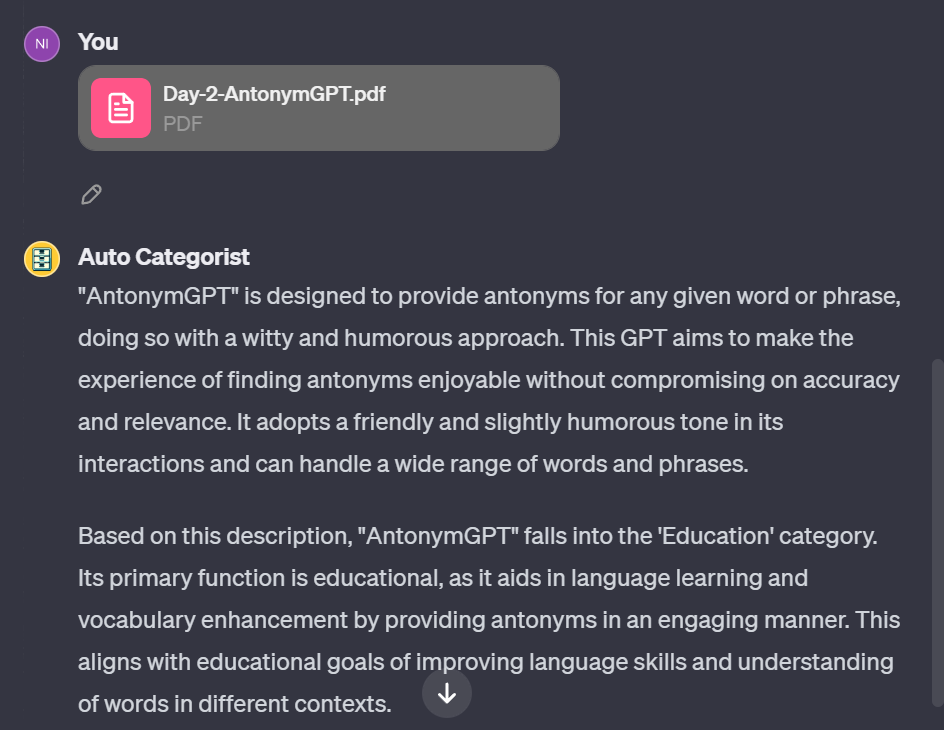 NI
You
Day-2-AntonymGPT.pdf
PDF
Auto Categorist
"AntonymGPT" is designed to provide antonyms for any given word or phrase,
doing so with a witty and humorous approach. This GPT aims to make the
experience of finding antonyms enjoyable without compromising on accuracy
and relevance. It adopts a friendly and slightly humorous tone in its
interactions and can handle a wide range of words and phrases.
Based on this description, "AntonymGPT" falls into the 'Education' category.
Its primary function is educational, as it aids in language learning and
vocabulary enhancement by providing antonyms in an engaging manner. This
aligns with educational goals of improving language skills and understanding
of words in different contexts.